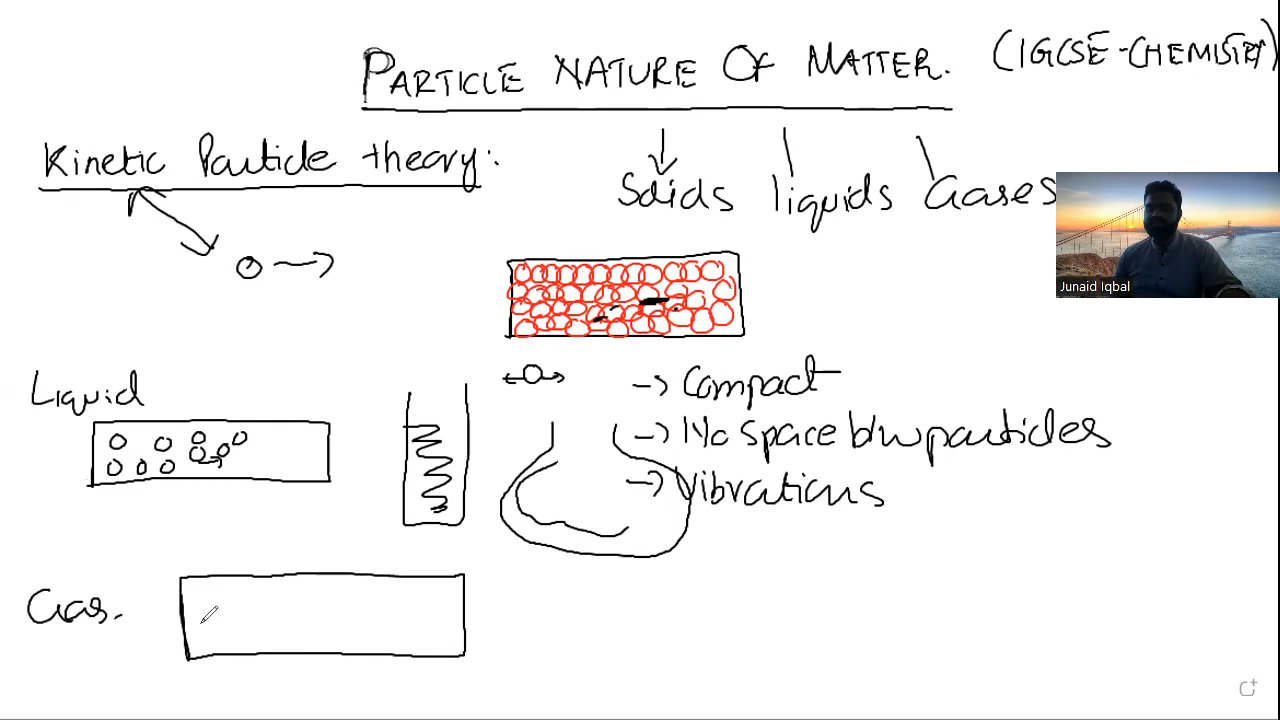 PARTICLE NATURE OF MATTER. (IGCSE-CHEMISTRY)
Kinetic Particle theory:
Solids liquids Gases
Junaid Iqbal
Liquid
→ Compact
→ No space b/w particles
→ Vibrations
Gas.